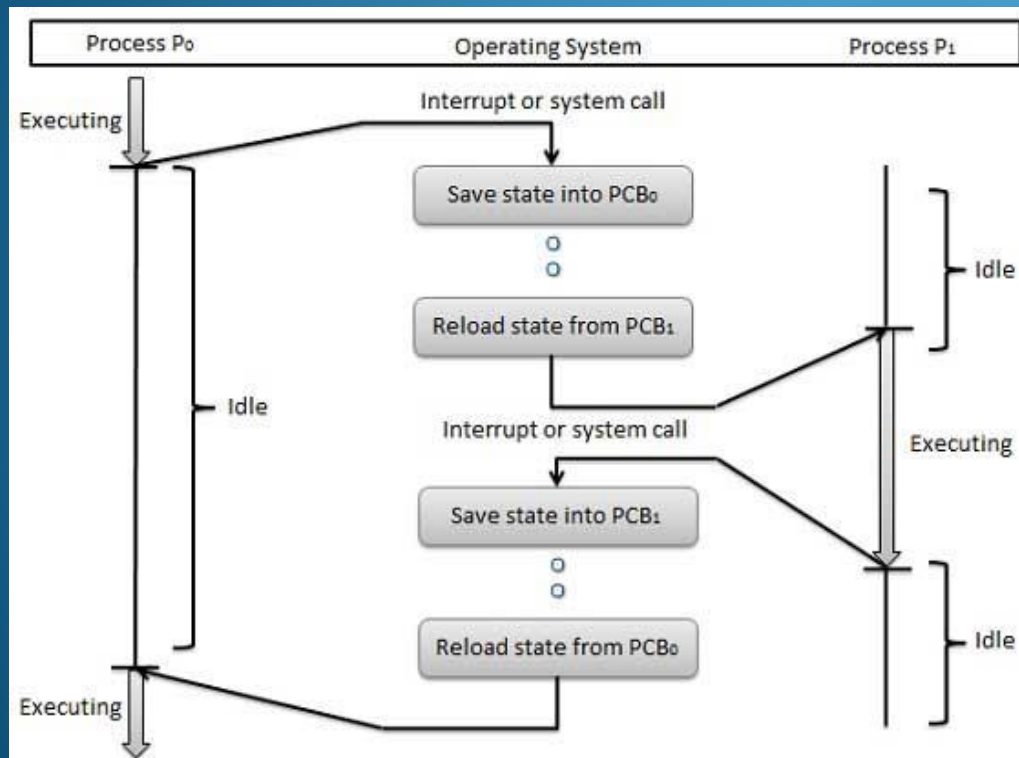 Process P₀
Operating System
Process P₁
Interrupt or system call
Executing
Save state into PCB₀
Idle
Reload state from PCB₁
Idle
Interrupt or system call
Executing
Save state into PCB₁
Reload state from PCB₀
Idle
Executing